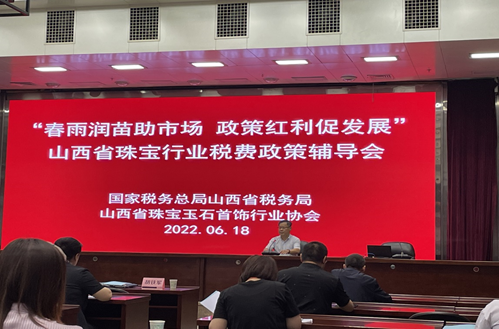 “春雨润苗助市场 政策红利促发展”
山西省珠宝行业税费政策辅导会
国家税务总局山西省税务局
山西省珠宝玉石首饰行业协会
2022.06.18